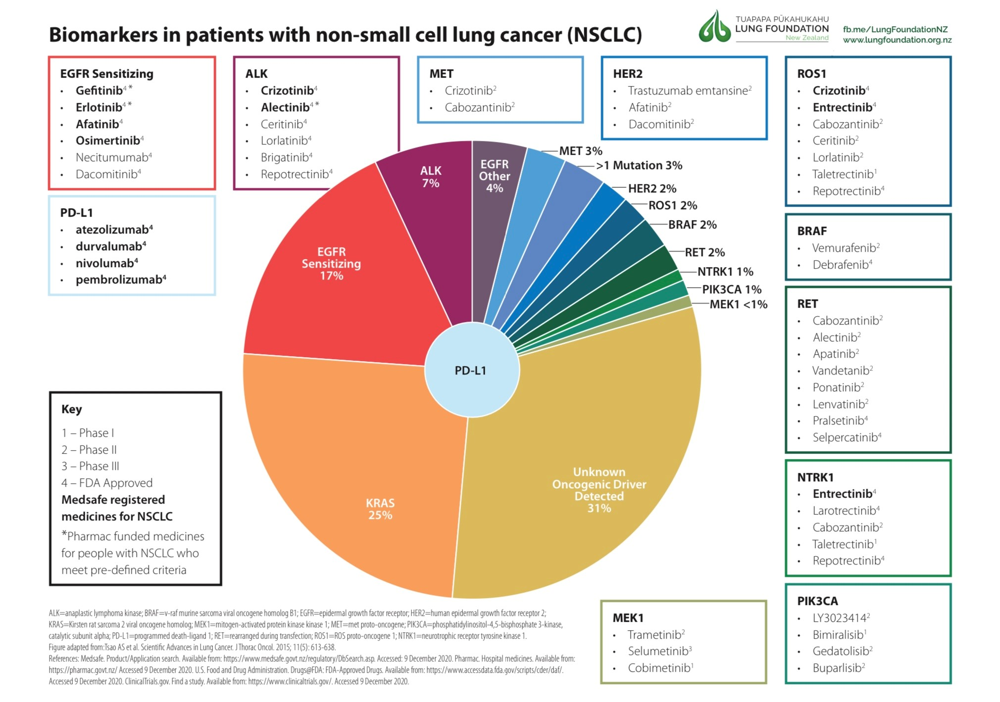 Biomarkers in patients with non-small cell lung cancer (NSCLC)
TUAPAPA PŪKAHUKAHU
LUNG FOUNDATION
New Zealand
fb.me/LungFoundationNZ
www.lungfoundation.org.nz
EGFR Sensitizing
• Gefitinib⁴*
• Erlotinib⁴*
• Afatinib⁴
• Osimertinib⁴
• Necitumumab⁴
• Dacomitinib⁴
ALK
• Crizotinib⁴
• Alectinib⁴*
• Ceritinib⁴
• Lorlatinib⁴
• Brigatinib⁴
• Repotrectinib⁴
MET
• Crizotinib²
• Cabozantinib²
HER2
• Trastuzumab emtansine²
• Afatinib²
• Dacomitinib²
ROS1
• Crizotinib⁴
• Entrectinib⁴
• Cabozantinib²
• Ceritinib²
• Lorlatinib²
• Taletrectinib¹
• Repotrectinib⁴
PD-L1
• atezolizumab⁴
• durvalumab⁴
• nivolumab⁴
• pembrolizumab⁴
BRAF
• Vemurafenib²
• Debrafenib⁴
RET
• Cabozantinib²
• Alectinib²
• Apatinib²
• Vandetanib²
• Ponatinib²
• Lenvatinib²
• Pralsetinib⁴
• Selpercatinib⁴
NTRK1
• Entrectinib⁴
• Larotrectinib⁴
• Cabozantinib²
• Taletrectinib¹
• Repotrectinib⁴
PIK3CA
• LY3023414²
• Bimiralisib¹
• Gedatolisib²
• Buparlisib²
MEK1
• Trametinib²
• Selumetinib³
• Cobimetinib¹
ALK
7%
EGFR
Other
4%
MET 3%
>1 Mutation 3%
HER2 2%
ROS1 2%
BRAF 2%
RET 2%
NTRK1 1%
PIK3CA 1%
MEK1 <1%
EGFR
Sensitizing
17%
PD-L1
KRAS
25%
Unknown
Oncogenic Driver
Detected
31%
Key
1 – Phase I
2 – Phase II
3 – Phase III
4 – FDA Approved
Medsafe registered
medicines for NSCLC
*Pharmac funded medicines
for people with NSCLC who
meet pre-defined criteria
ALK=anaplastic lymphoma kinase; BRAF=v-raf murine sarcoma viral oncogene homolog B1; EGFR=epidermal growth factor receptor; HER2=human epidermal growth factor receptor 2;
KRAS=Kirsten rat sarcoma 2 viral oncogene homolog; MEK1=mitogen-activated protein kinase kinase 1; MET=met proto-oncogene; PIK3CA=phosphatidylinositol-4,5-bisphosphate 3-kinase,
catalytic subunit alpha; PD-L1=programmed death-ligand 1; RET=rearranged during transfection; ROS1=ROS proto-oncogene 1; NTRK1=neurotrophic receptor tyrosine kinase 1.
Figure adapted from:Tsao AS et al. Scientific Advances in Lung Cancer. J Thorac Oncol. 2015; 11(5): 613-638.
References: Medsafe. Product/Application search. Available from: https://www.medsafe.govt.nz/regulatory/DbSearch.asp. Accessed: 9 December 2020. Pharmac. Hospital medicines. Available from:
https://pharmac.govt.nz/ Accessed 9 December 2020. U.S. Food and Drug Administration. Drugs@FDA: FDA-Approved Drugs. Available from: https://www.accessdata.fda.gov/scripts/cder/daf/.
Accessed 9 December 2020. ClinicalTrials.gov. Find a study. Available from: https://www.clinicaltrials.gov/. Accessed 9 December 2020.